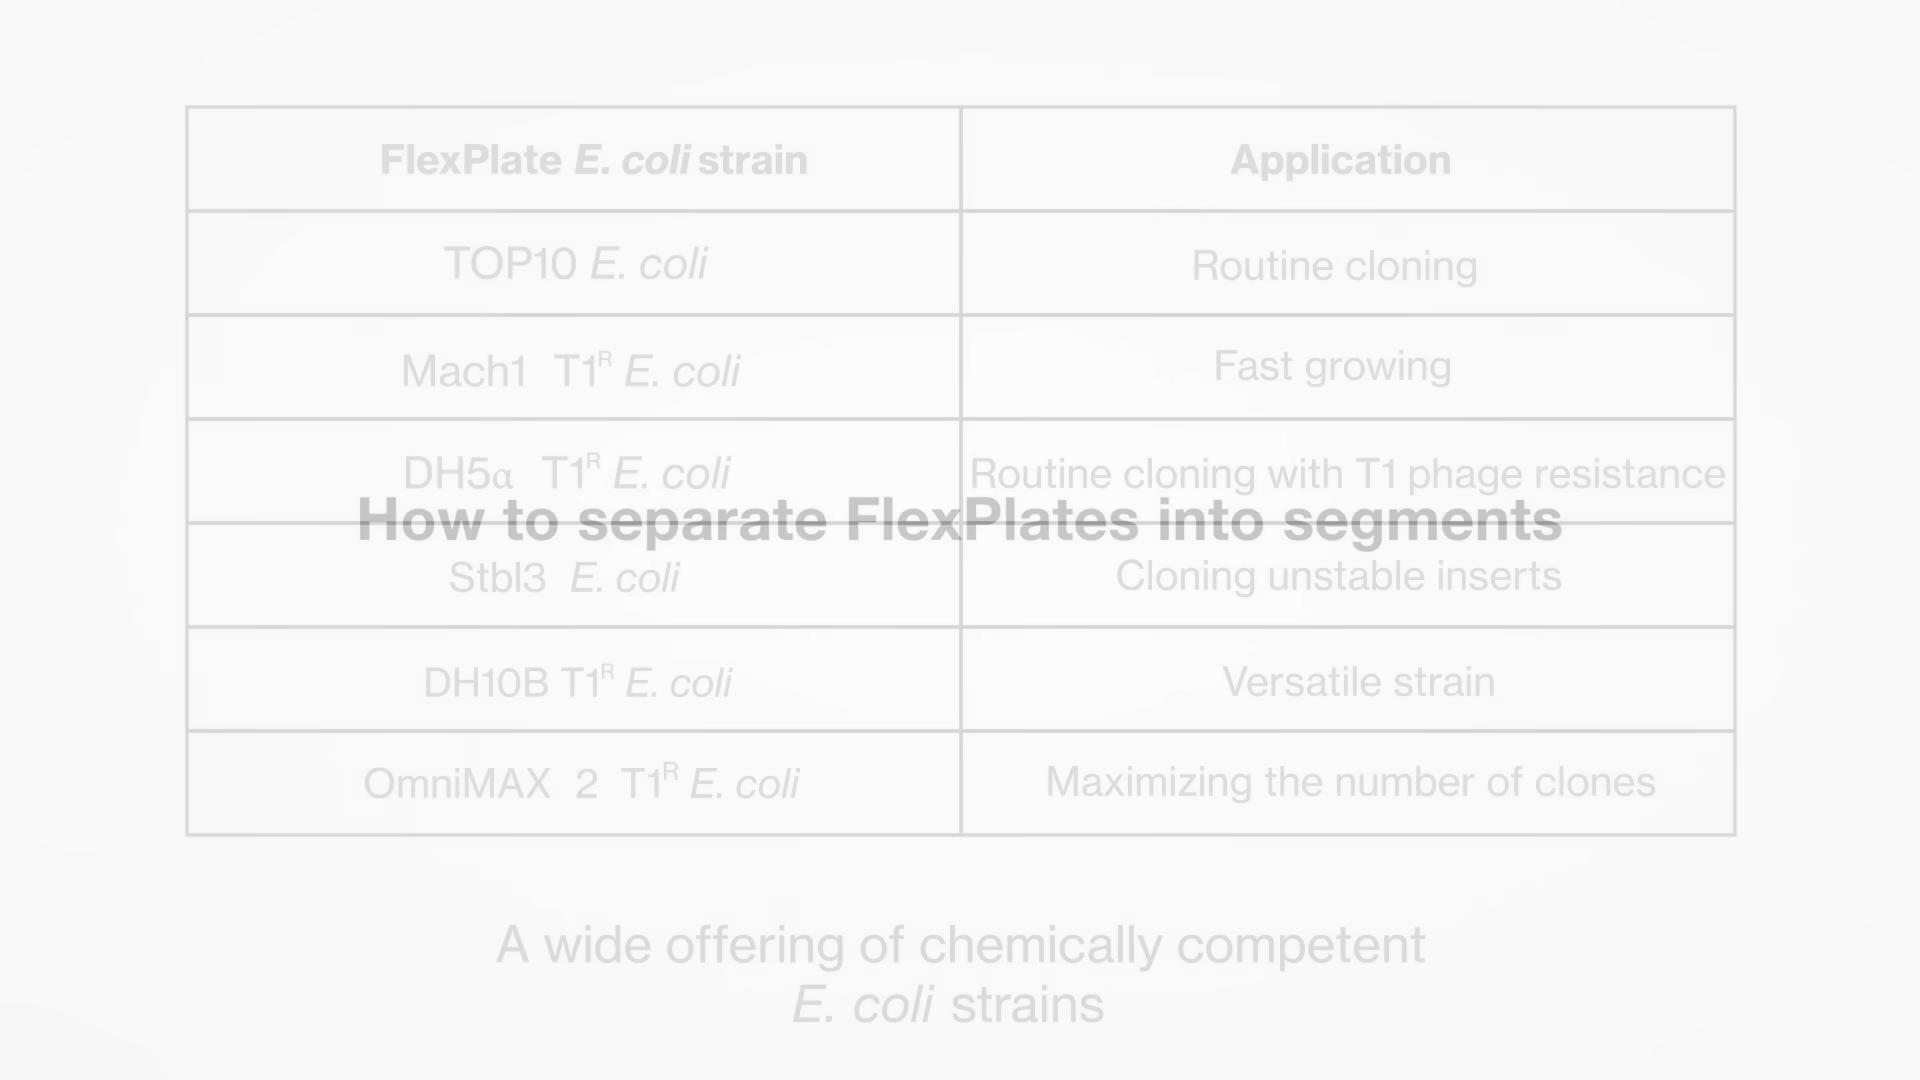 FlexPlate E. coli strain Application
TOP10 E. coli Routine cloning
Mach1 T1ᴿ E. coli Fast growing
DH5α T1ᴿ E. coli Routine cloning with T1 phage resistance
How to separate FlexPlates into segments
Stbl3 E. coli Cloning unstable inserts
DH10B T1ᴿ E. coli Versatile strain
OmniMAX 2 T1ᴿ E. coli Maximizing the number of clones
A wide offering of chemically competent
E. coli strains